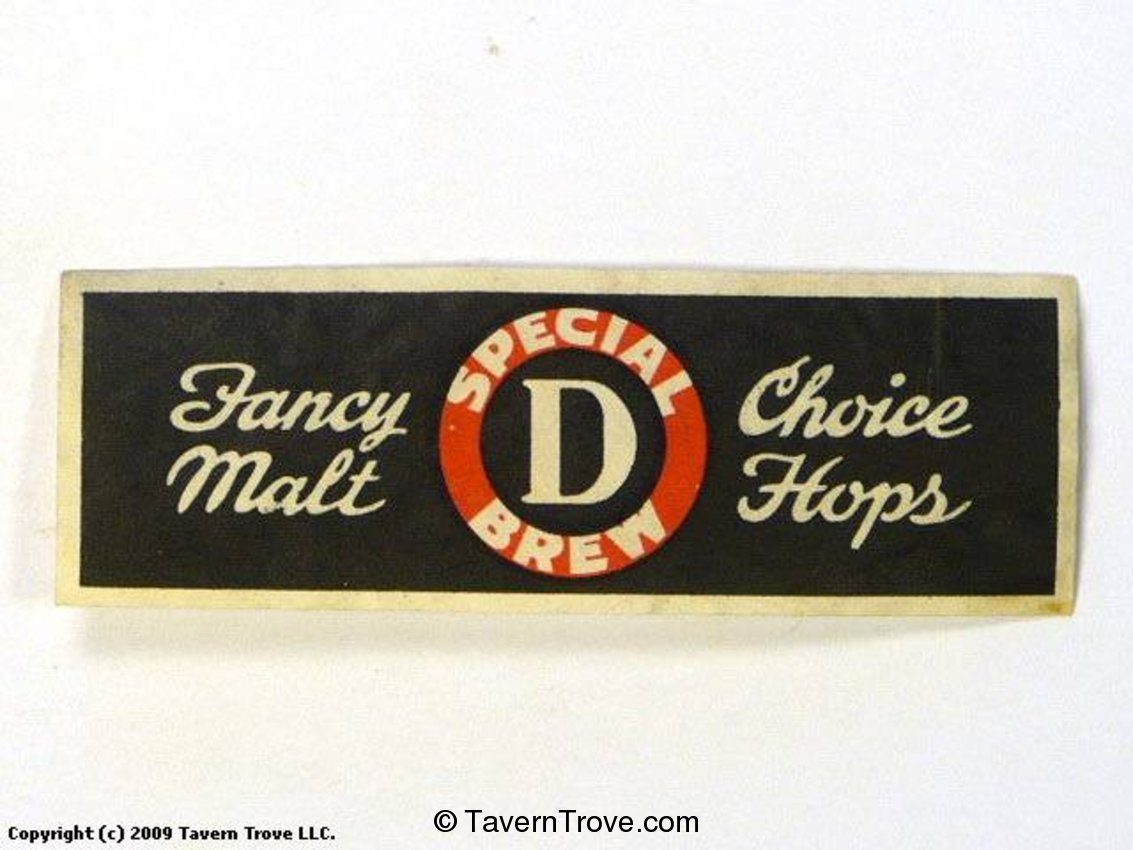 Fancy
Malt
SPECIAL
D
BREW
Choice
Hops
Copyright (c) 2009 Tavern Trove LLC.
© TavernTrove.com